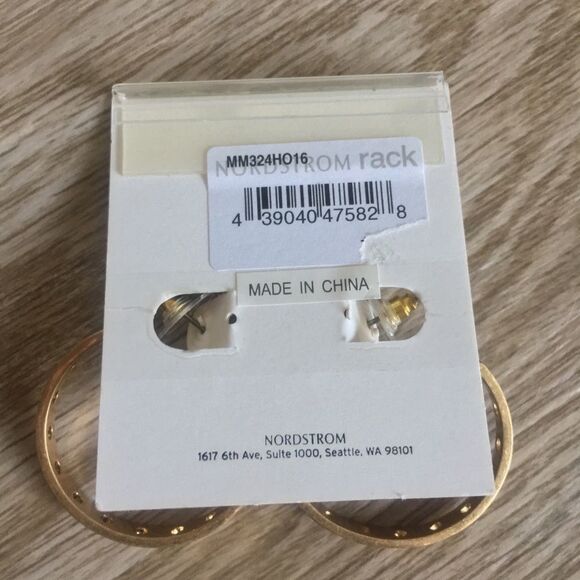 MM324HO16
NORDSTROM rack
4 39040 47582 8
MADE IN CHINA
NORDSTROM
1617 6th Ave, Suite 1000, Seattle, WA 98101